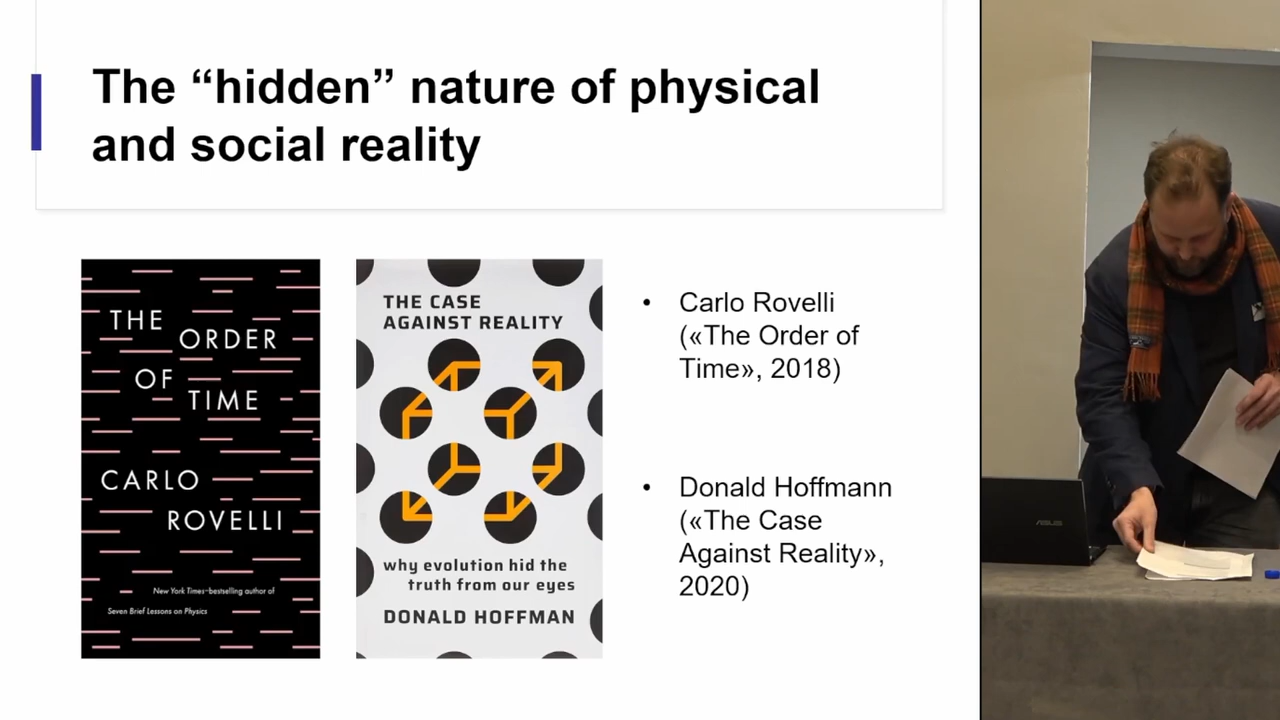 The “hidden” nature of physical
and social reality
THE
ORDER
OF
TIME
CARLO
ROVELLI
New York Times–bestselling author of
Seven Brief Lessons on Physics
THE CASE
AGAINST REALITY
why evolution hid the
truth from our eyes
DONALD HOFFMAN
• Carlo Rovelli
(«The Order of
Time», 2018)
• Donald Hoffmann
(«The Case
Against Reality»,
2020)
ASUS